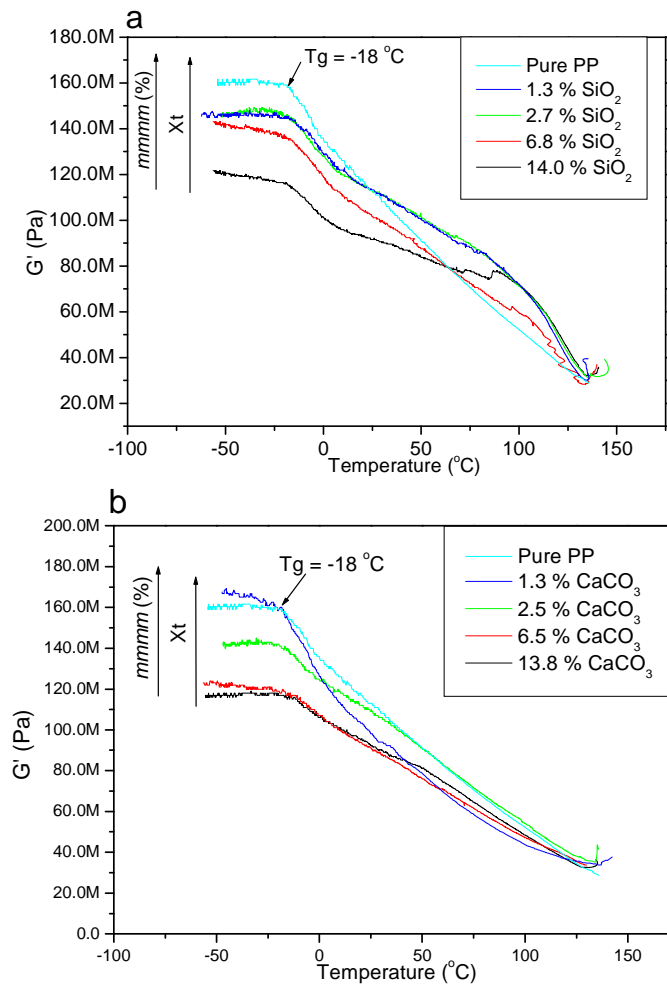 a
180.0M
160.0M
140.0M
120.0M
100.0M
80.0M
60.0M
40.0M
20.0M
G' (Pa)
mmmm (%)
Xt
Tg = -18 °C
Pure PP
1.3 % SiO₂
2.7 % SiO₂
6.8 % SiO₂
14.0 % SiO₂
-100 -50 0 50 100 150
Temperature (°C)
b
200.0M
180.0M
160.0M
140.0M
120.0M
100.0M
80.0M
60.0M
40.0M
20.0M
0.0
G' (Pa)
mmmm (%)
Xt
Tg = -18 °C
Pure PP
1.3 % CaCO₃
2.5 % CaCO₃
6.5 % CaCO₃
13.8 % CaCO₃
-100 -50 0 50 100 150
Temperature (°C)